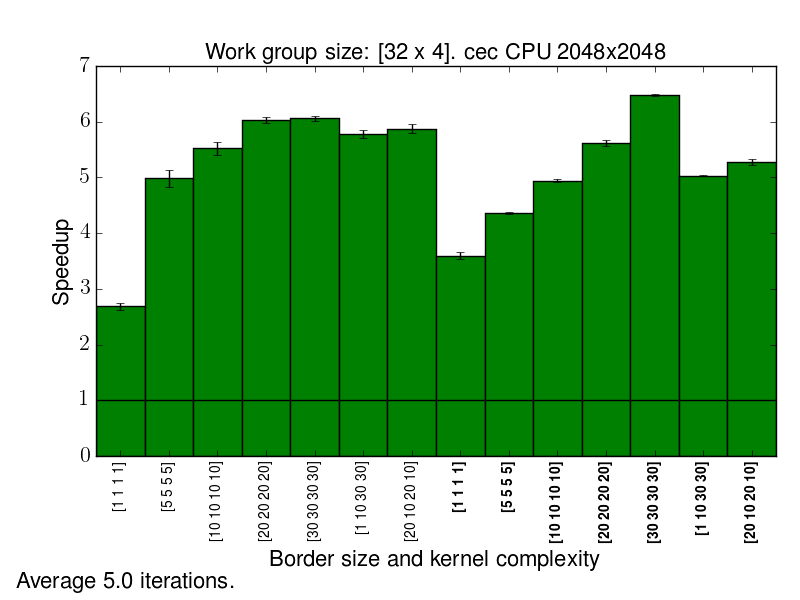 Work group size: [32 x 4]. cec CPU 2048x2048
Speedup
7
6
5
4
3
2
1
0
[1 1 1 1]
[5 5 5 5]
[10 10 10 10]
[20 20 20 20]
[30 30 30 30]
[1 10 30 30]
[20 10 20 10]
[1 1 1 1]
[5 5 5 5]
[10 10 10 10]
[20 20 20 20]
[30 30 30 30]
[1 10 30 30]
[20 10 20 10]
Border size and kernel complexity
Average 5.0 iterations.